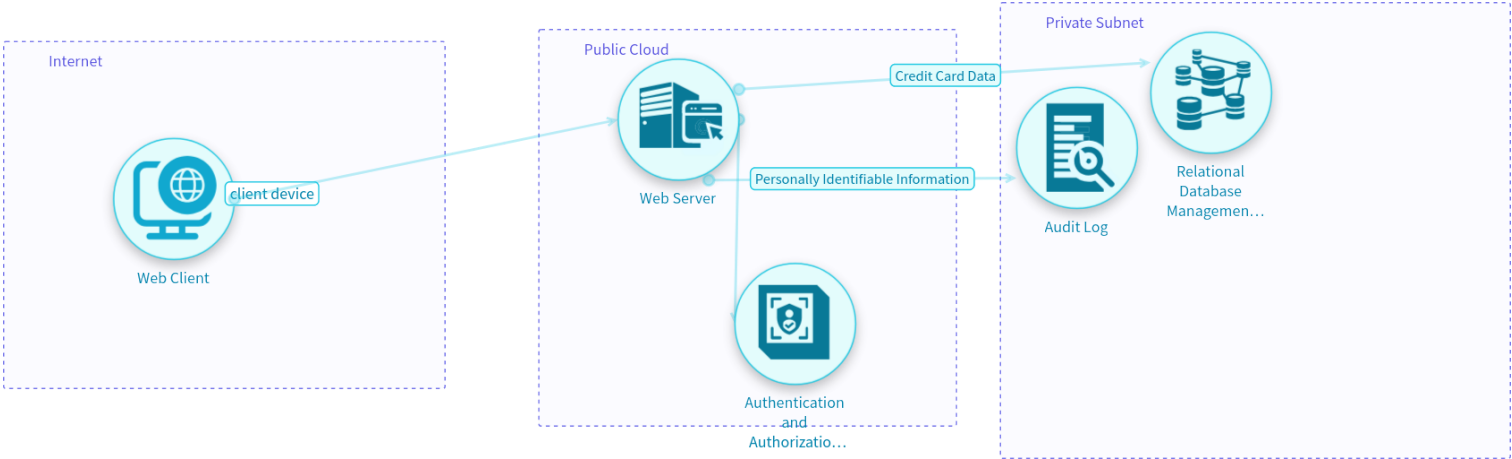 Internet
client device
Web Client
Public Cloud
Web Server
Credit Card Data
Personally Identifiable Information
Authentication
and
Authorizatio…
Private Subnet
Audit Log
Relational
Database
Managemen…